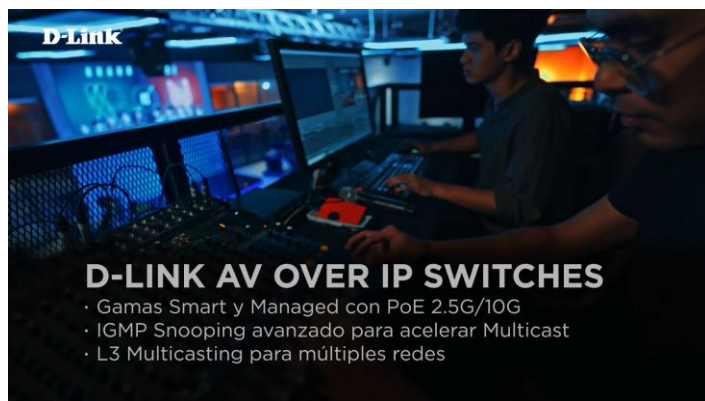 D-Link
D-LINK AV OVER IP SWITCHES
· Gamas Smart y Managed con PoE 2.5G/10G
· IGMP Snooping avanzado para acelerar Multicast
· L3 Multicasting para múltiples redes